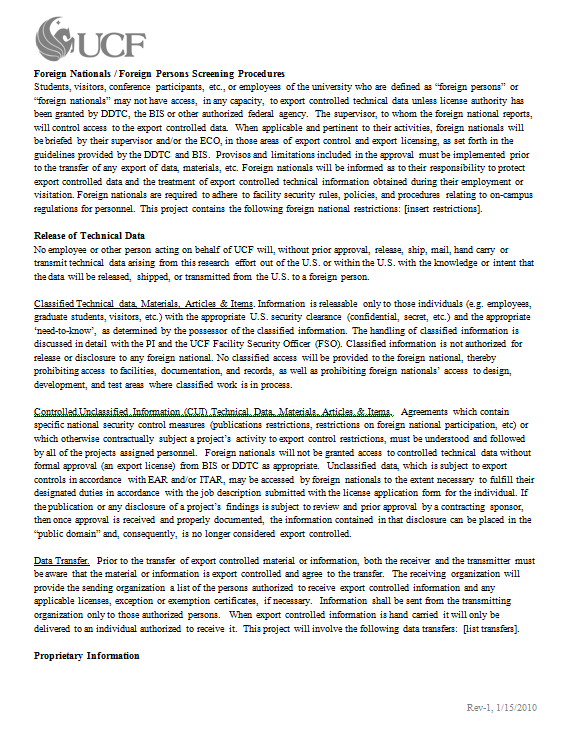 UCF
Foreign Nationals / Foreign Persons Screening Procedures
Students, visitors, conference participants, etc., or employees of the university who are defined as “foreign persons” or
“foreign nationals” may not have access, in any capacity, to export controlled technical data unless license authority has
been granted by DDTC, the BIS or other authorized federal agency. The supervisor, to whom the foreign national reports,
will control access to the export controlled data. When applicable and pertinent to their activities, foreign nationals will
be briefed by their supervisor and/or the ECO, in those areas of export control and export licensing, as set forth in the
guidelines provided by the DDTC and BIS. Provisos and limitations included in the approval must be implemented prior
to the transfer of any export of data, materials, etc. Foreign nationals will be informed as to their responsibility to protect
export controlled data and the treatment of export controlled technical information obtained during their employment or
visitation. Foreign nationals are required to adhere to facility security rules, policies, and procedures relating to on-campus
regulations for personnel. This project contains the following foreign national restrictions: [insert restrictions].
Release of Technical Data
No employee or other person acting on behalf of UCF will, without prior approval, release, ship, mail, hand carry or
transmit technical data arising from this research effort out of the U.S. or within the U.S. with the knowledge or intent that
the data will be released, shipped, or transmitted from the U.S. to a foreign person.
Classified Technical data, Materials, Articles & Items. Information is releasable only to those individuals (e.g. employees,
graduate students, visitors, etc.) with the appropriate U.S. security clearance (confidential, secret, etc.) and the appropriate
‘need-to-know’, as determined by the possessor of the classified information. The handling of classified information is
discussed in detail with the PI and the UCF Facility Security Officer (FSO). Classified information is not authorized for
release or disclosure to any foreign national. No classified access will be provided to the foreign national, thereby
prohibiting access to facilities, documentation, and records, as well as prohibiting foreign nationals’ access to design,
development, and test areas where classified work is in process.
Controlled Unclassified Information (CUI) Technical Data, Materials, Articles & Items. Agreements which contain
specific national security control measures (publications restrictions, restrictions on foreign national participation, etc) or
which otherwise contractually subject a project’s activity to export control restrictions, must be understood and followed
by all of the projects assigned personnel. Foreign nationals will not be granted access to controlled technical data without
formal approval (an export license) from BIS or DDTC as appropriate. Unclassified data, which is subject to export
controls in accordance with EAR and/or ITAR, may be accessed by foreign nationals to the extent necessary to fulfill their
designated duties in accordance with the job description submitted with the license application form for the individual. If
the publication or any disclosure of a project’s findings is subject to review and prior approval by a contracting sponsor,
then once approval is received and properly documented, the information contained in that disclosure can be placed in the
“public domain” and, consequently, is no longer considered export controlled.
Data Transfer. Prior to the transfer of export controlled material or information, both the receiver and the transmitter must
be aware that the material or information is export controlled and agree to the transfer. The receiving organization will
provide the sending organization a list of the persons authorized to receive export controlled information and any
applicable licenses, exception or exemption certificates, if necessary. Information shall be sent from the transmitting
organization only to those authorized persons. When export controlled information is hand carried it will only be
delivered to an individual authorized to receive it. This project will involve the following data transfers: [list transfers].
Proprietary Information
Rev-1, 1/15/2010